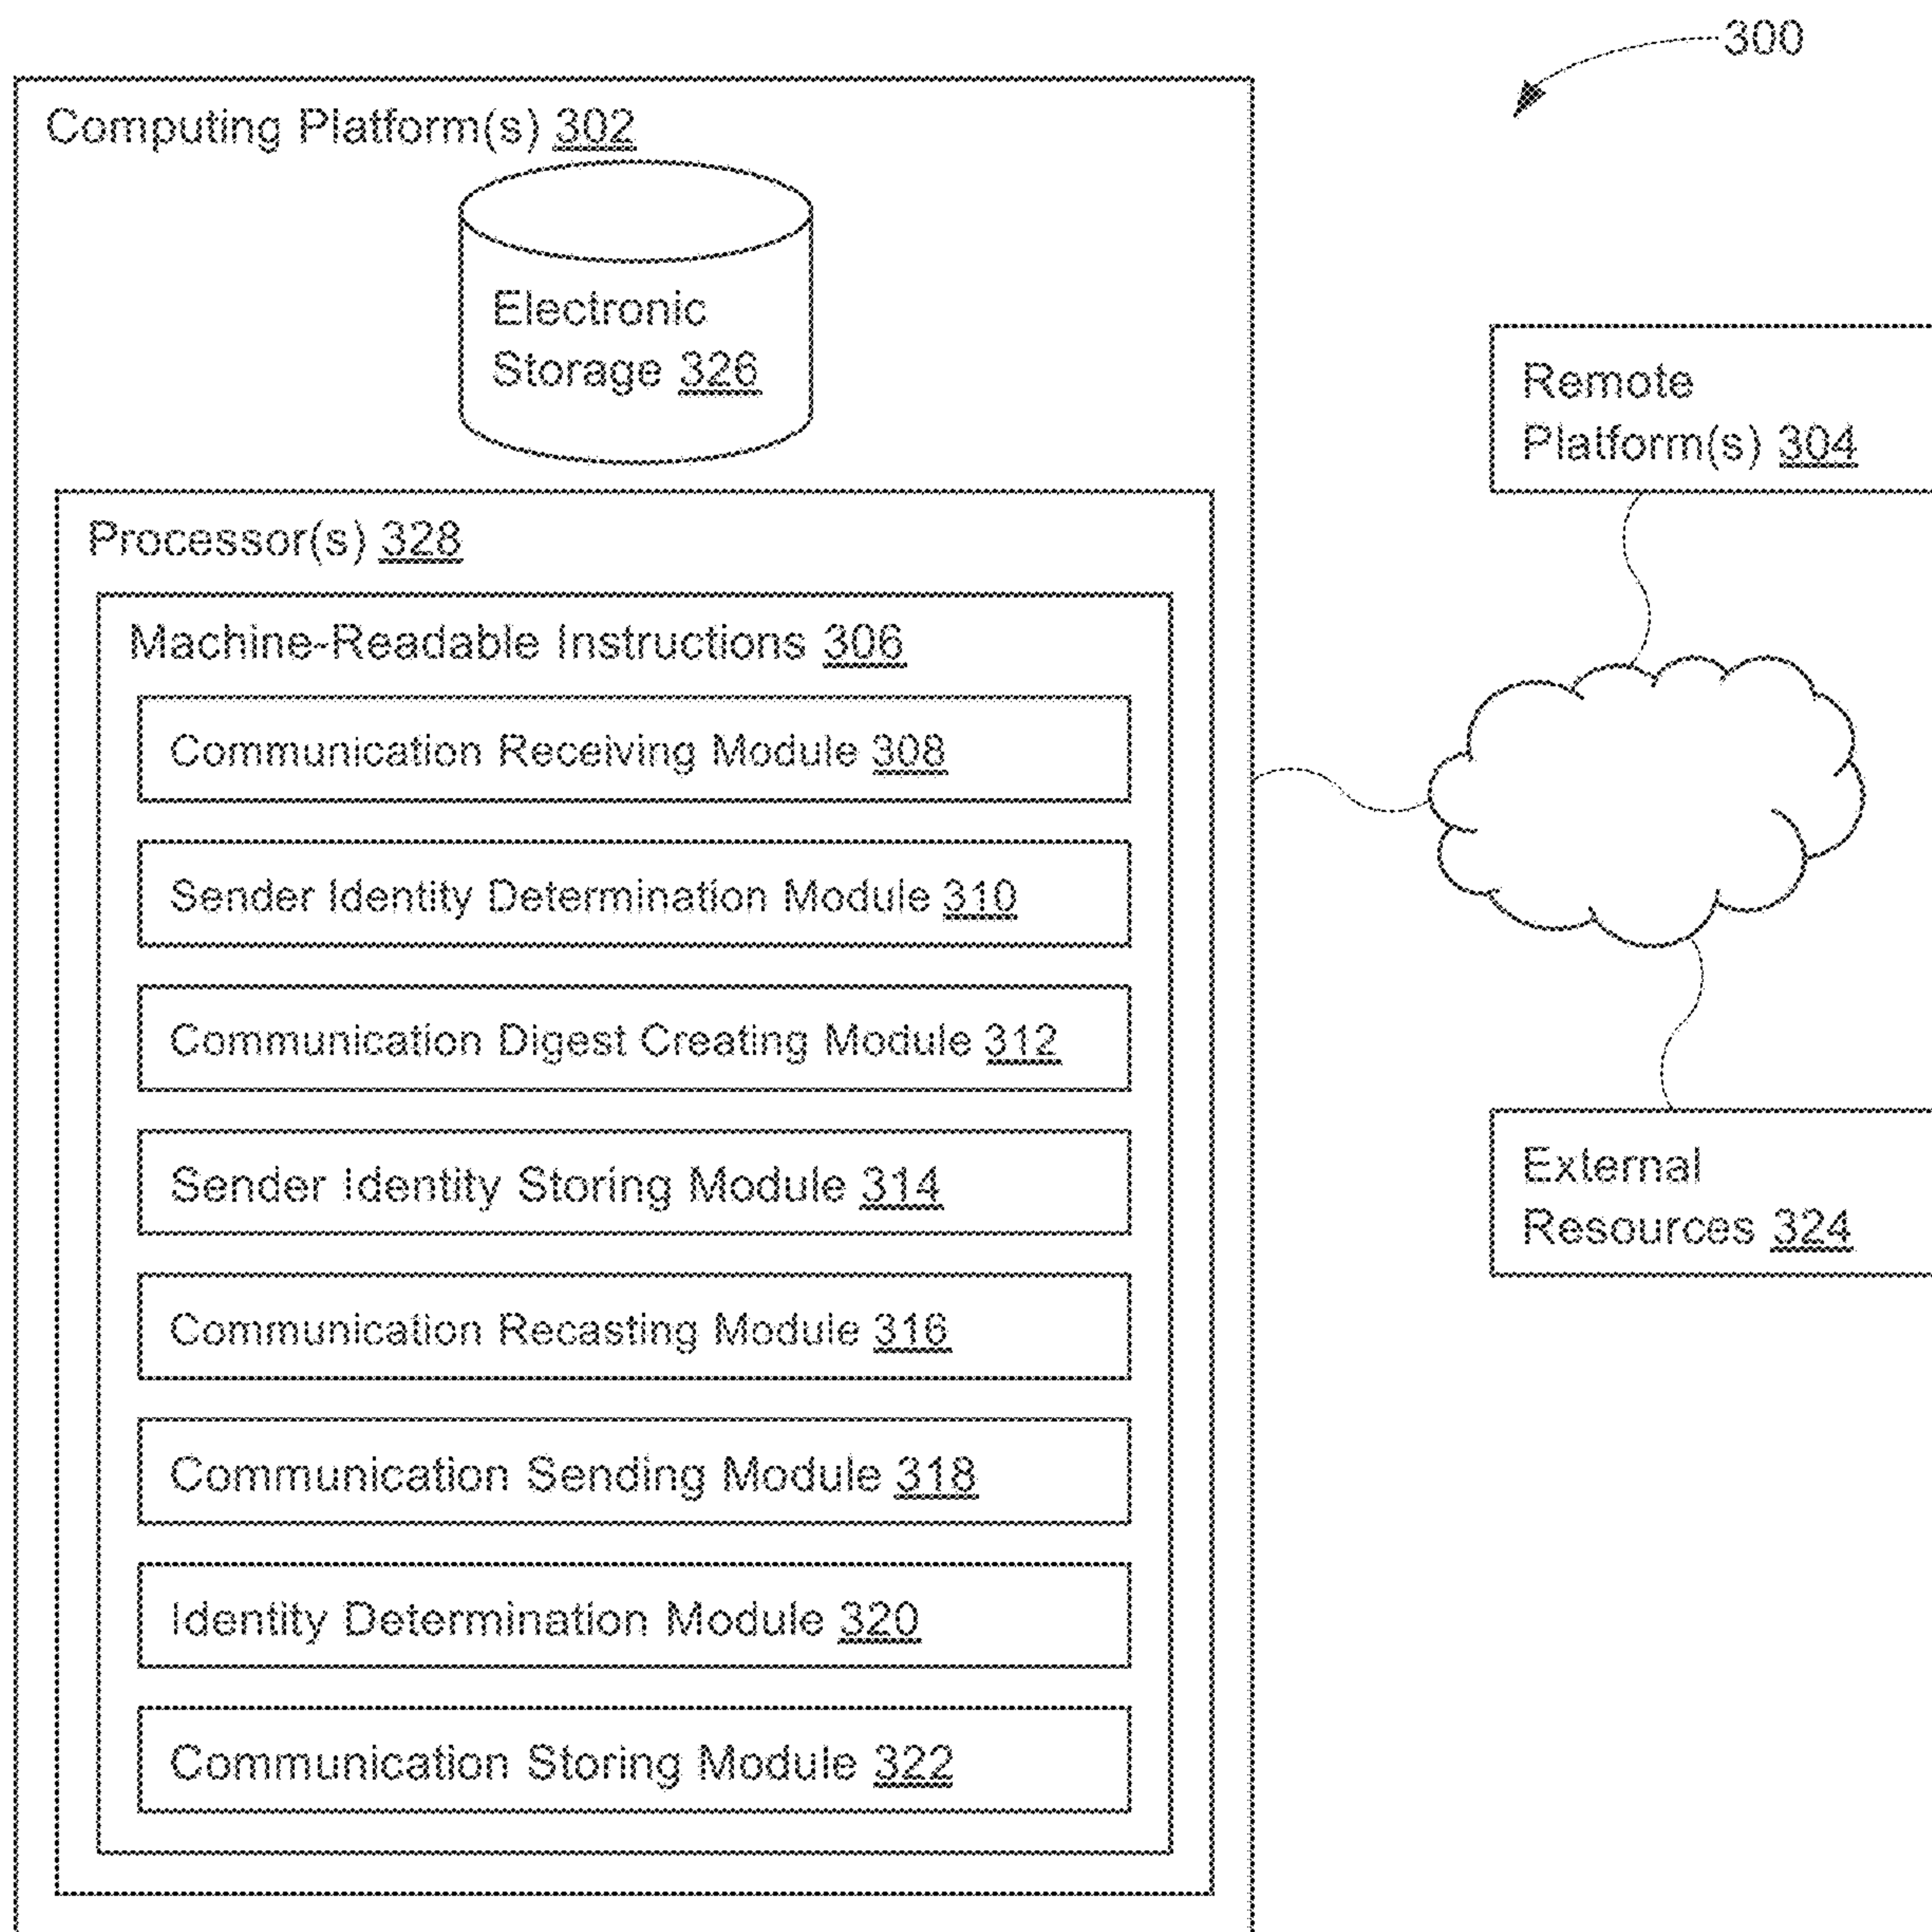 300
Computing Platform(s) 302
Electronic
Storage 326
Processor(s) 328
Machine-Readable Instructions 306
Communication Receiving Module 308
Sender Identity Determination Module 310
Communication Digest Creating Module 312
Sender Identity Storing Module 314
Communication Recasting Module 316
Communication Sending Module 318
Identity Determination Module 320
Communication Storing Module 322
Remote
Platform(s) 304
External
Resources 324